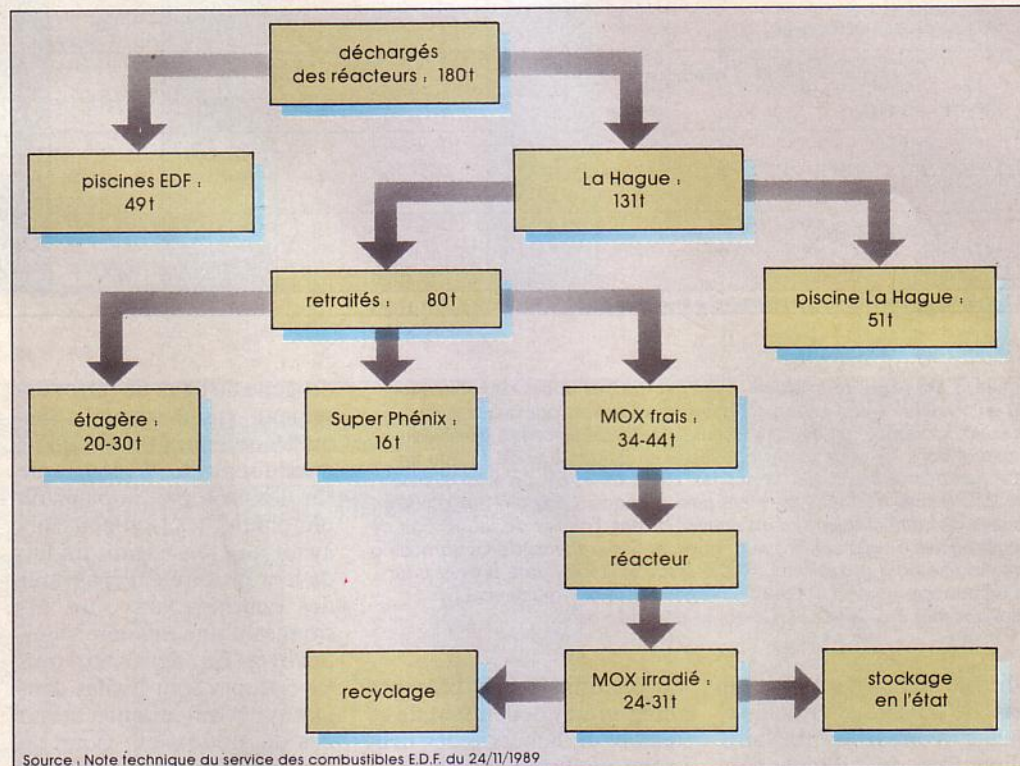 déchargés
des réacteurs : 180t
piscines EDF :
49t
La Hague :
131t
retraités : 80t
piscine La Hague :
51t
étagère :
20-30t
Super Phénix :
16t
MOX frais :
34-44t
réacteur
recyclage
MOX irradié :
24-31t
stockage
en l'état
Source : Note technique du service des combustibles E.D.F. du 24/11/1989